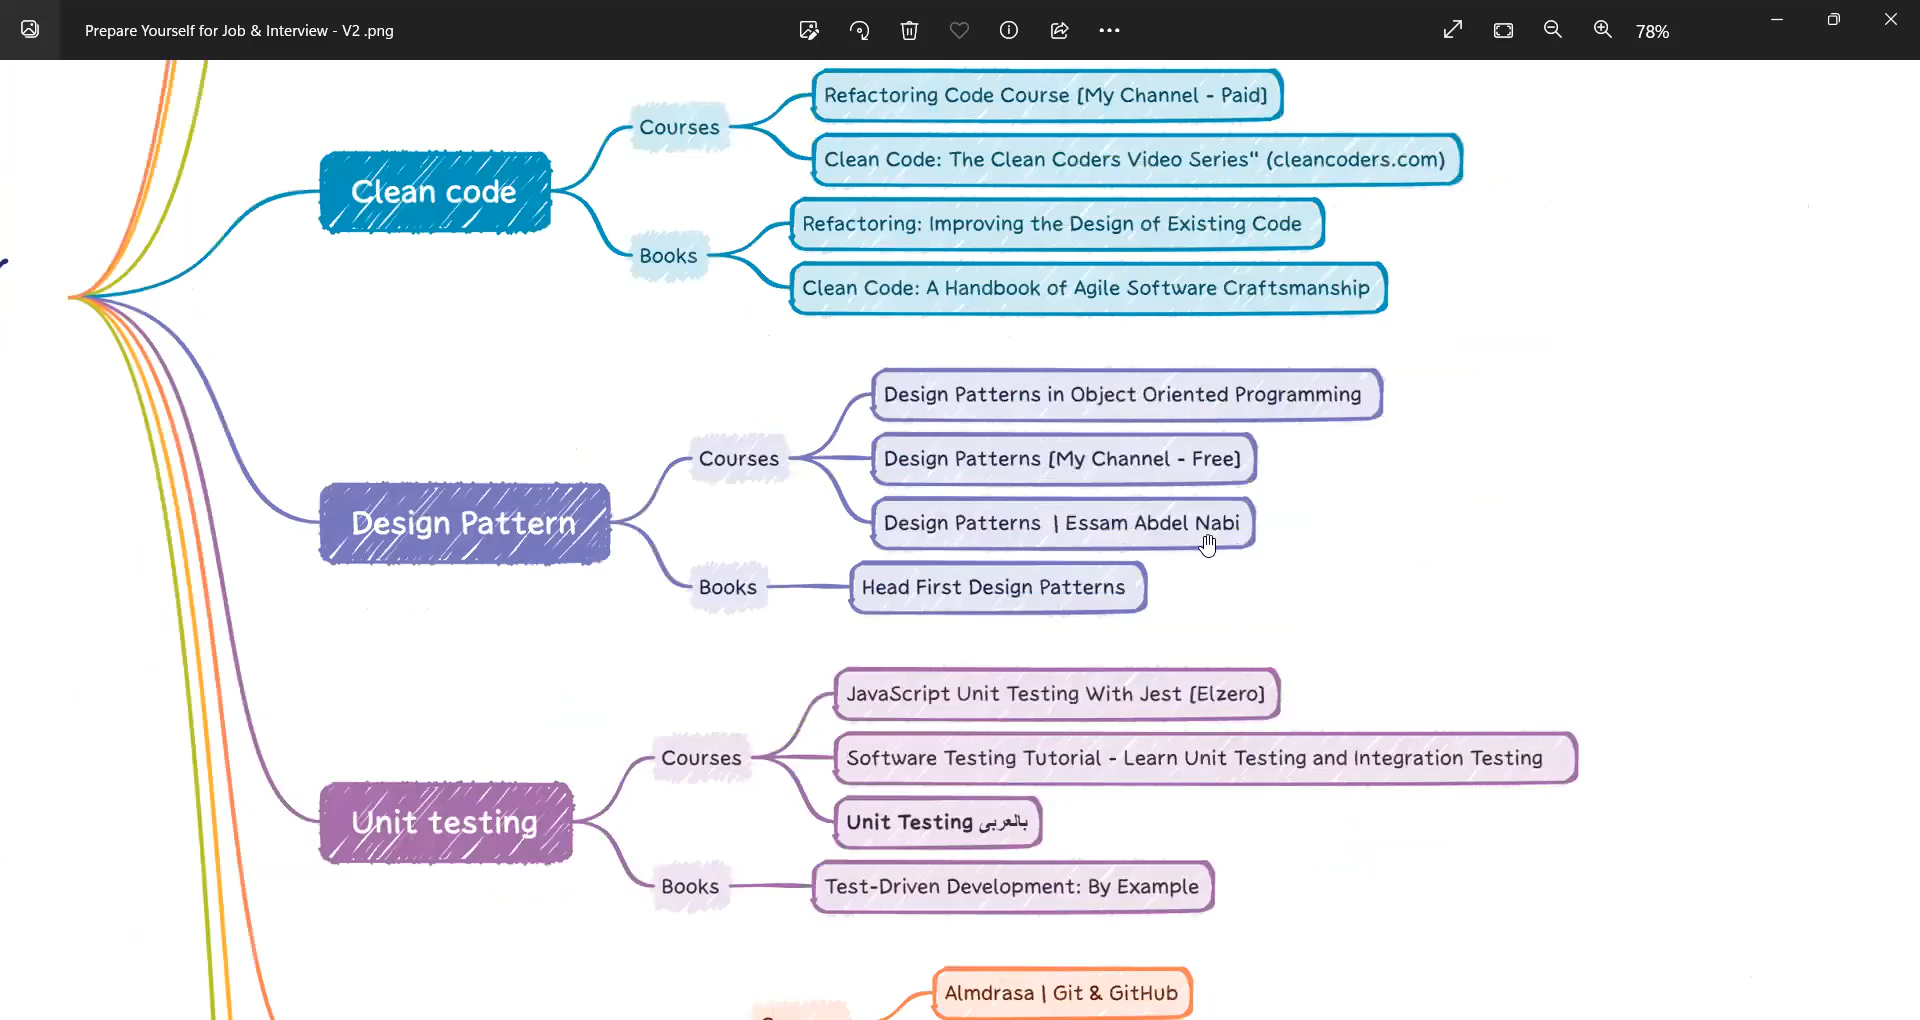 Prepare Yourself for Job & Interview - V2 .png
78%
Clean code
Courses
Refactoring Code Course [My Channel - Paid]
Clean Code: The Clean Coders Video Series" (cleancoders.com)
Books
Refactoring: Improving the Design of Existing Code
Clean Code: A Handbook of Agile Software Craftsmanship
Design Pattern
Courses
Design Patterns in Object Oriented Programming
Design Patterns [My Channel - Free]
Design Patterns | Essam Abdel Nabi
Books
Head First Design Patterns
Unit testing
Courses
JavaScript Unit Testing With Jest [Elzero]
Software Testing Tutorial - Learn Unit Testing and Integration Testing
Unit Testing بالعربى
Books
Test-Driven Development: By Example
Almdrasa | Git & GitHub